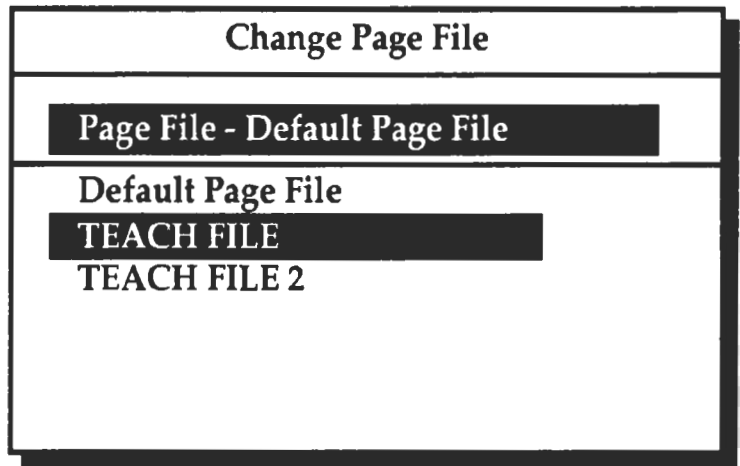 Change Page File
Page File - Default Page File
Default Page File
TEACH FILE
TEACH FILE 2